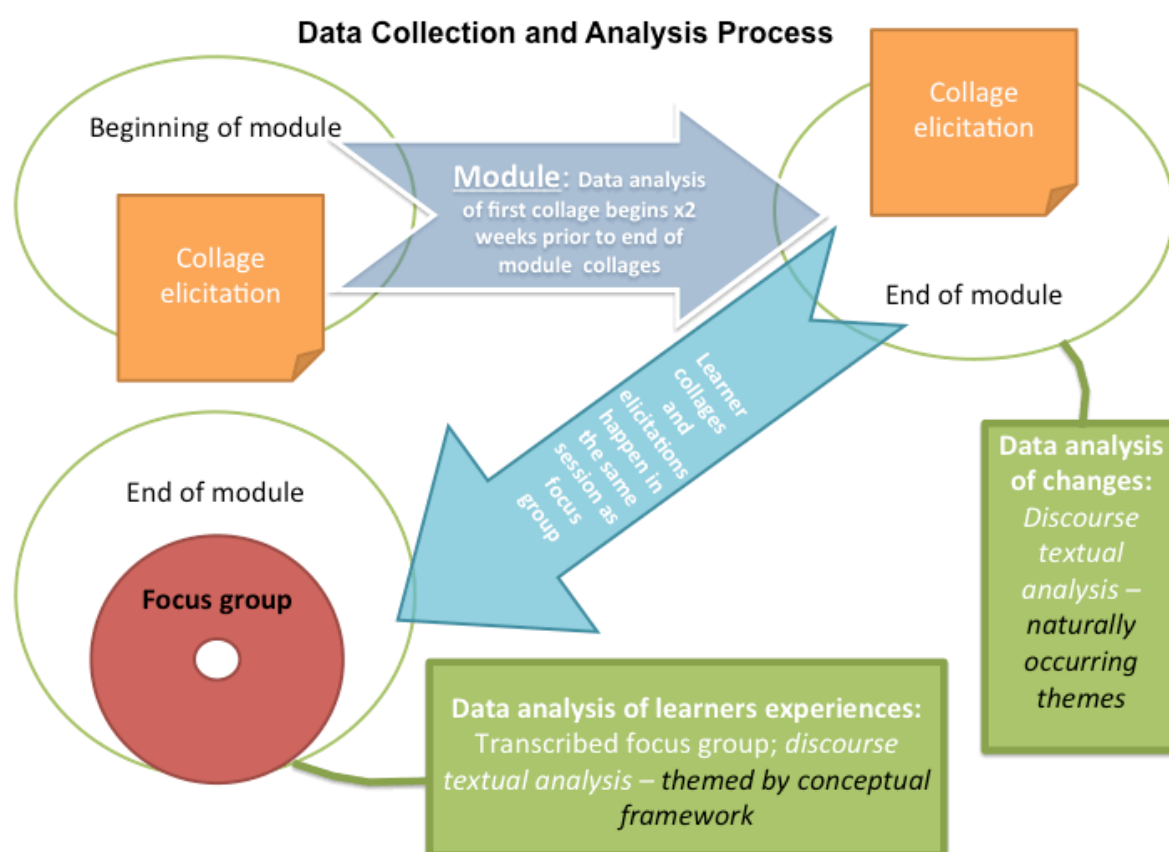 Data Collection and Analysis Process
Beginning of module
Collage
elicitation
Module: Data analysis
of first collage begins x2
weeks prior to end of
module collages
Collage
elicitation
End of module
Learner
collages
and
elicitations
happen in
the same
session as
focus
group
End of module
Focus group
Data analysis
of changes:
Discourse
textual
analysis –
naturally
occurring
themes
Data analysis of learners experiences:
Transcribed focus group; discourse
textual analysis – themed by conceptual
framework